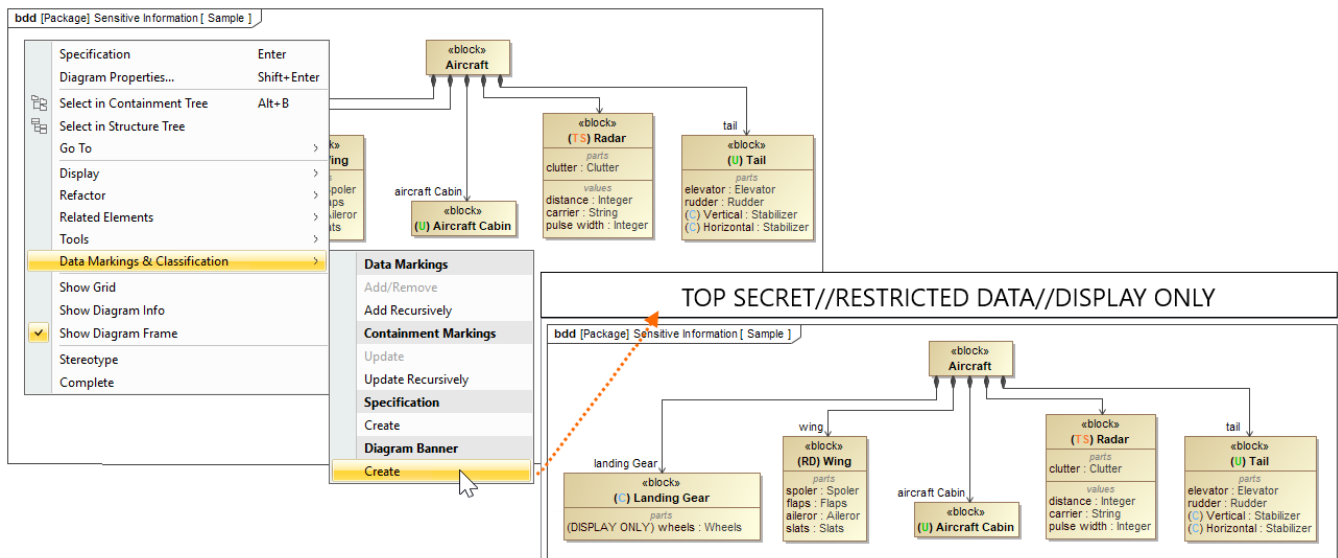 bdd [Package] Sensitive Information [ Sample ]
Specification Enter
Diagram Properties... Shift+Enter
Select in Containment Tree Alt+B
Select in Structure Tree
Go To
Display
Refactor
Related Elements
Tools
Data Markings & Classification
Show Grid
Show Diagram Info
Show Diagram Frame
Stereotype
Complete
Data Markings
Add/Remove
Add Recursively
Containment Markings
Update
Update Recursively
Specification
Create
Diagram Banner
Create
«block»
Aircraft
aircraft Cabin
«block»
(U) Aircraft Cabin
«block»
(TS) Radar
parts
clutter : Clutter
values
distance : Integer
carrier : String
pulse width : Integer
tail
«block»
(U) Tail
parts
elevator : Elevator
rudder : Rudder
(C) Vertical : Stabilizer
(C) Horizontal : Stabilizer
TOP SECRET//RESTRICTED DATA//DISPLAY ONLY
bdd [Package] Sensitive Information [ Sample ]
«block»
Aircraft
landing Gear
«block»
(C) Landing Gear
parts
(DISPLAY ONLY) wheels : Wheels
wing
«block»
(RD) Wing
parts
spoler : Spoler
flaps : Flaps
aileror : Aileror
slats : Slats
aircraft Cabin
«block»
(U) Aircraft Cabin
«block»
(TS) Radar
parts
clutter : Clutter
values
distance : Integer
carrier : String
pulse width : Integer
tail
«block»
(U) Tail
parts
elevator : Elevator
rudder : Rudder
(C) Vertical : Stabilizer
(C) Horizontal : Stabilizer